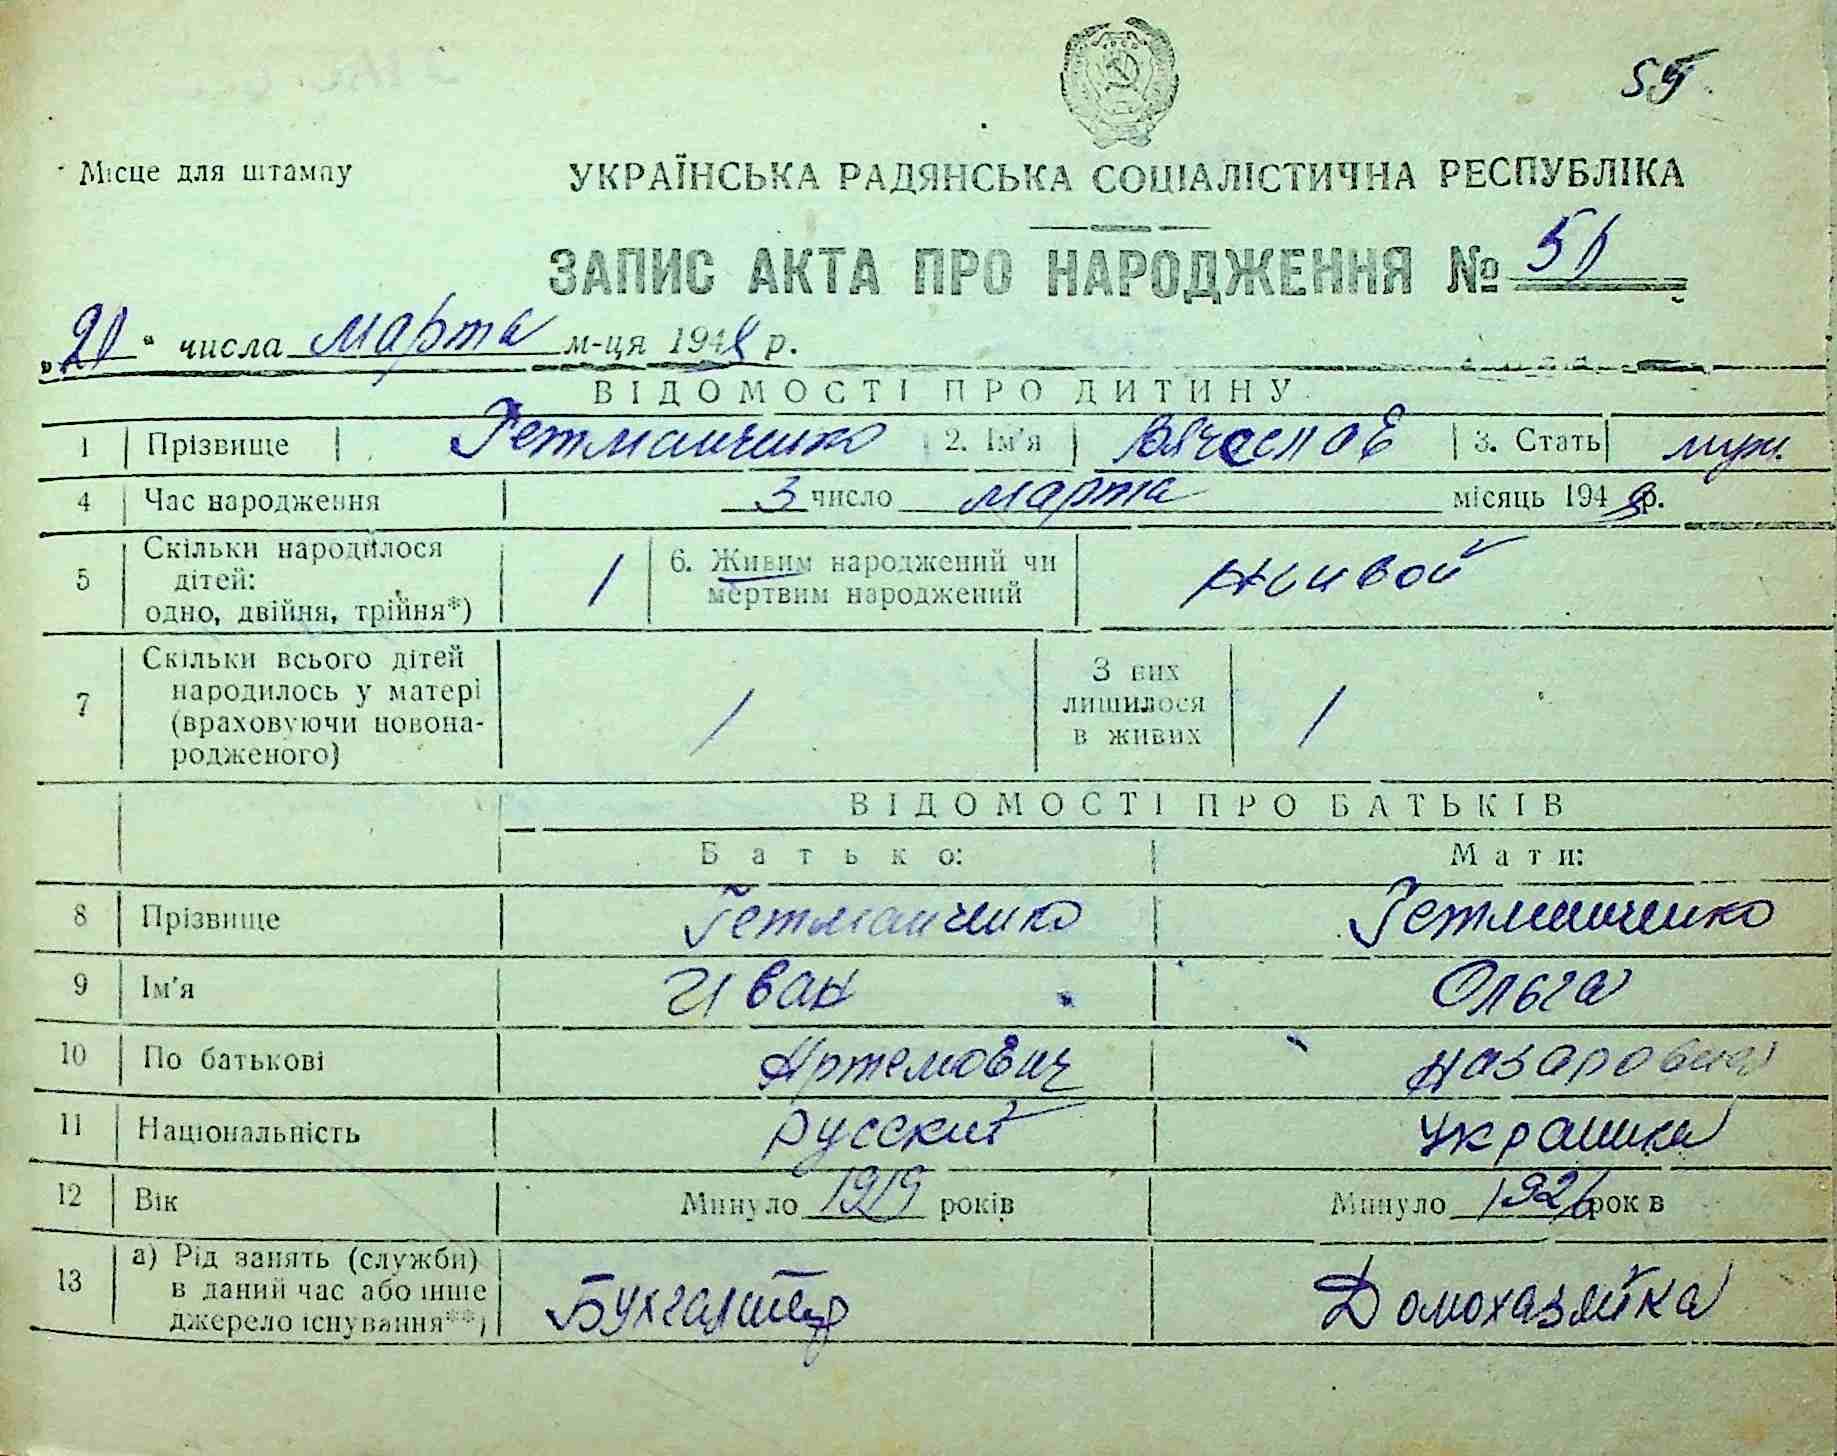 Місце для штампу
УКРАЇНСЬКА РАДЯНСЬКА СОЦІАЛІСТИЧНА РЕСПУБЛІКА
ЗАПИС АКТА ПРО НАРОДЖЕННЯ № 51
„ “ числа марта м-ця 1948 р.
ВІДОМОСТІ ПРО ДИТИНУ
1 Прізвище Гетманченко 2. Ім'я Вячеслов 3. Стать муж.
4 Час народження 3 число марта місяць 1948 р.
5 Скільки народилося дітей: одно, двійня, трійня*) 1 6. Живим народжений чи мертвим народжений живой
7 Скільки всього дітей народилось у матері (враховуючи новонародженого) 1 З них лишилося в живих 1
ВІДОМОСТІ ПРО БАТЬКІВ
Батько: Мати:
8 Прізвище Гетманченко Гетманченко
9 Ім'я Иван Ольга
10 По батькові Артемович Назаровна
11 Національність Русский Украинка
12 Вік Минуло 1919 років Минуло 1926 років
13 а) Рід занять (служби) в даний час або інше джерело існування**) Бухгалтер Домохазяйка